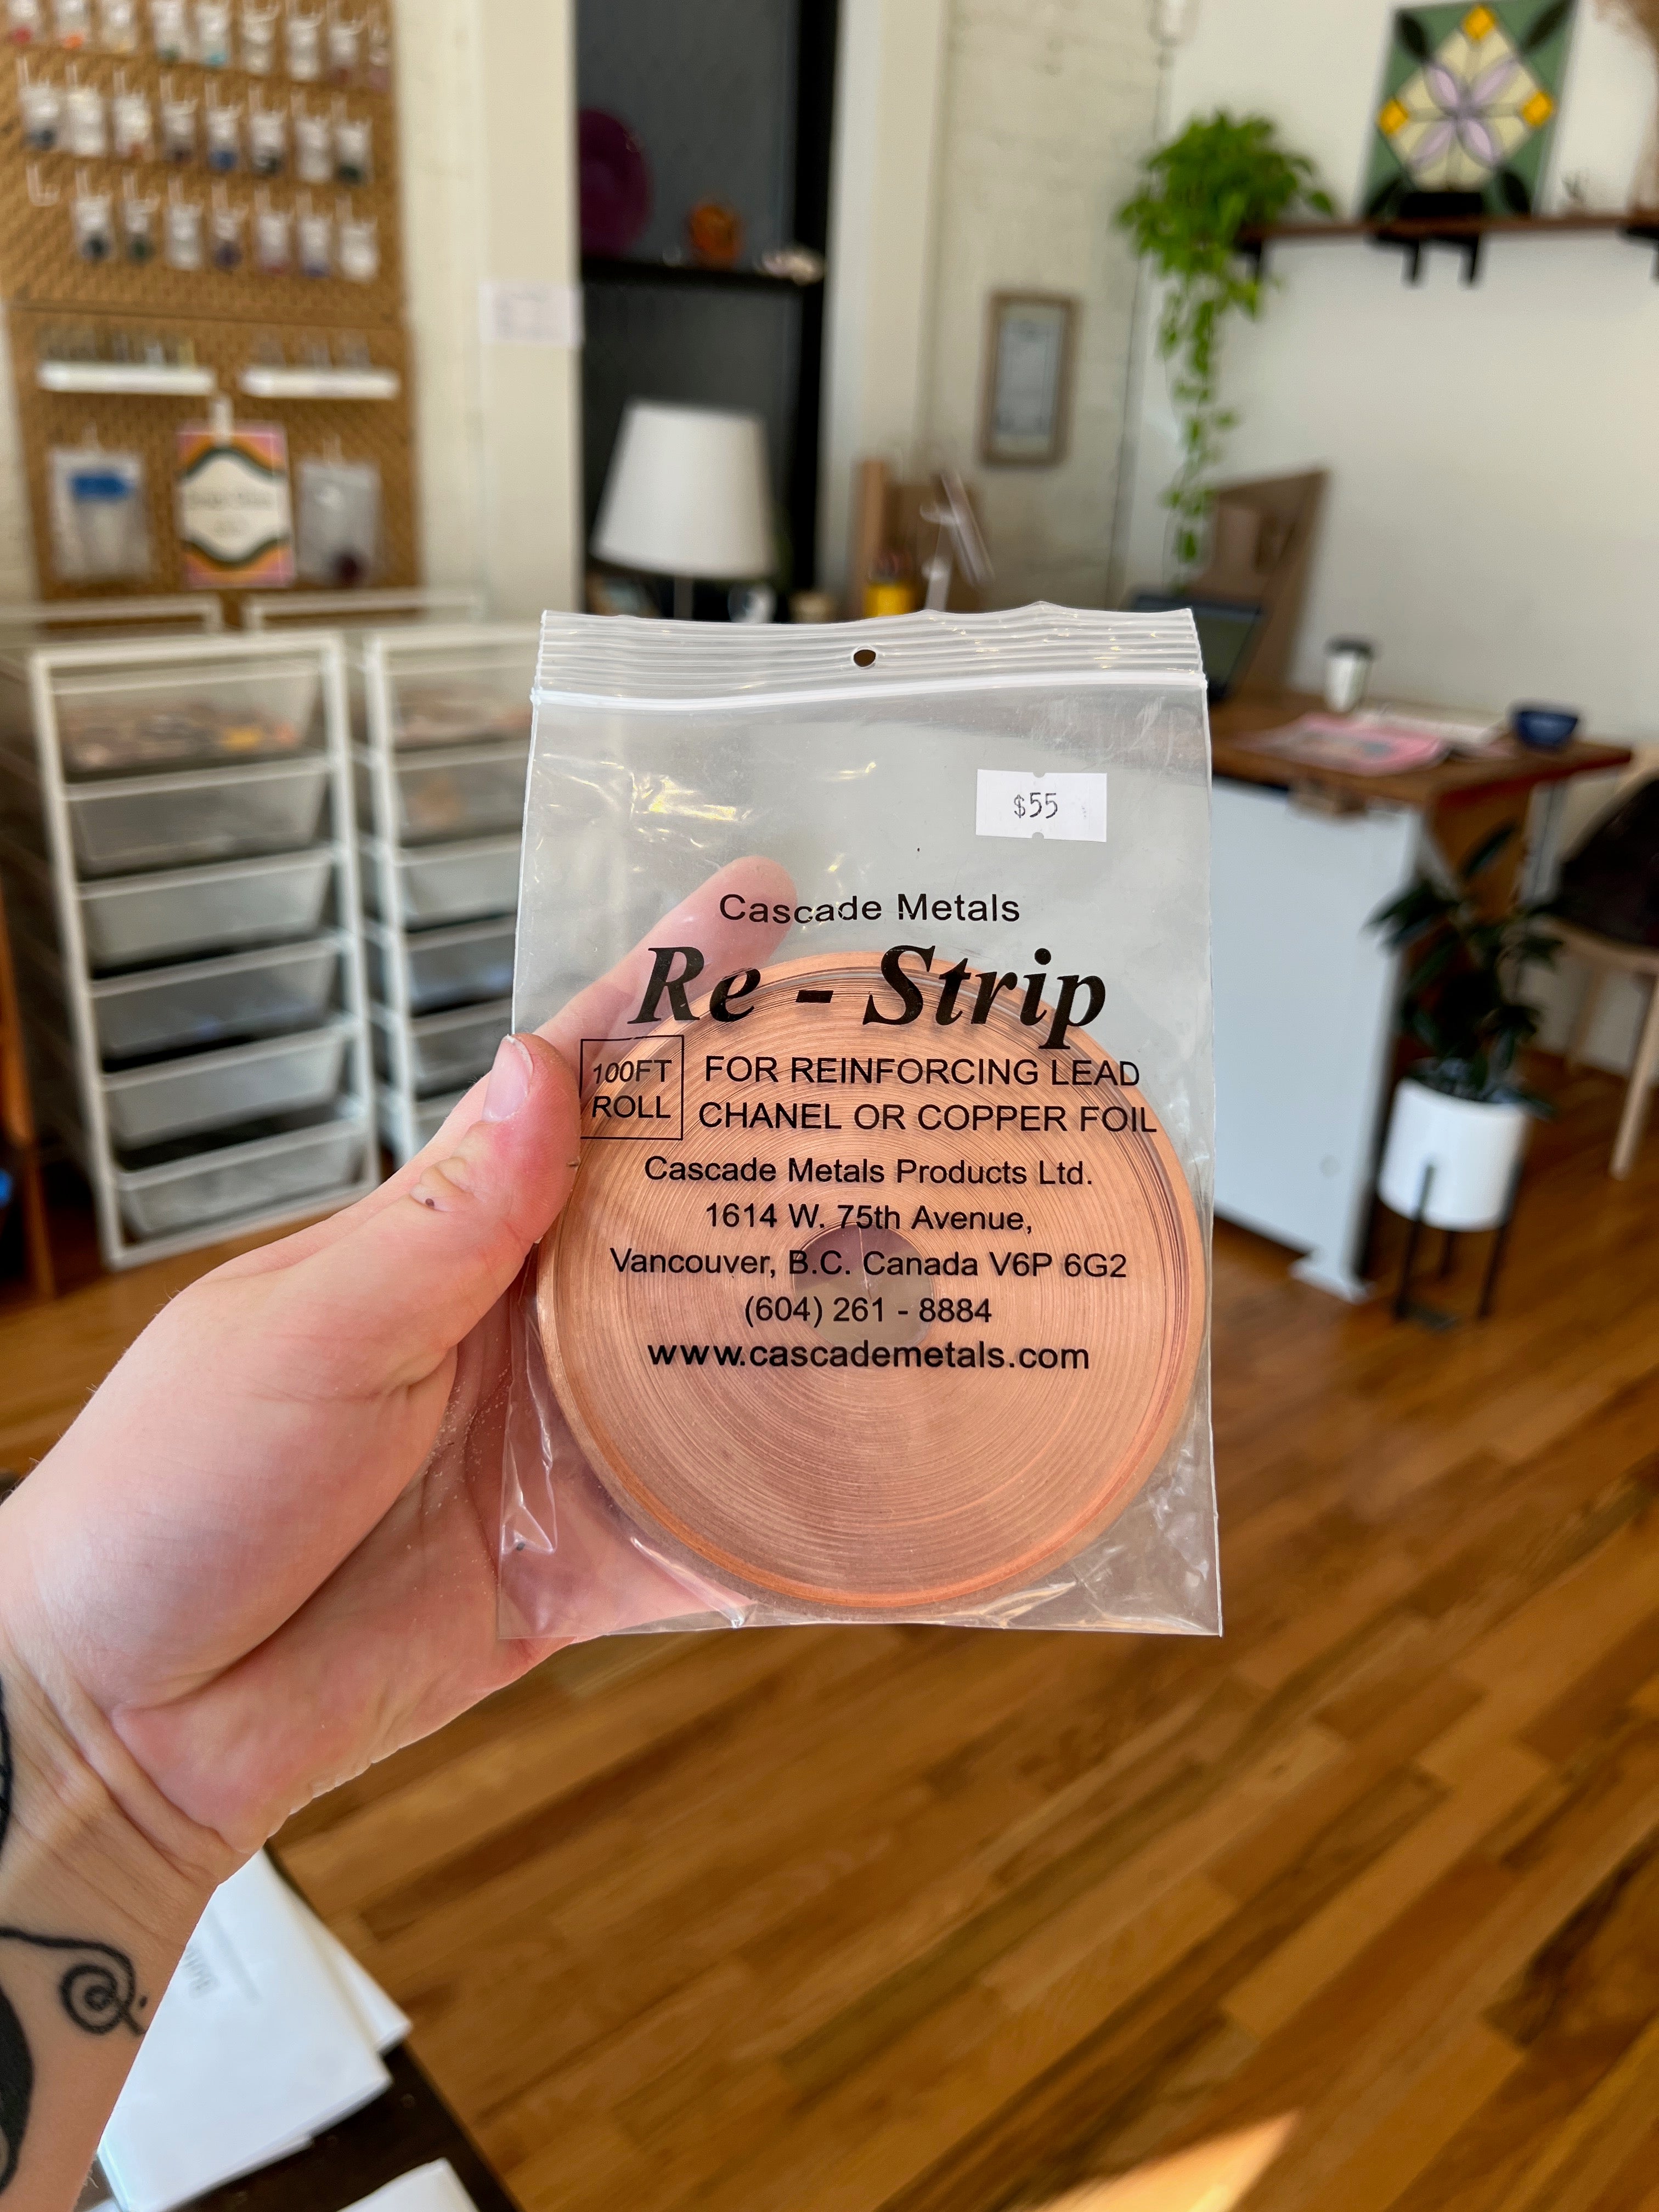 $55
Cascade Metals
Re - Strip
100FT
ROLL
FOR REINFORCING LEAD
CHANEL OR COPPER FOIL
Cascade Metals Products Ltd.
1614 W. 75th Avenue,
Vancouver, B.C. Canada V6P 6G2
(604) 261 - 8884
www.cascademetals.com